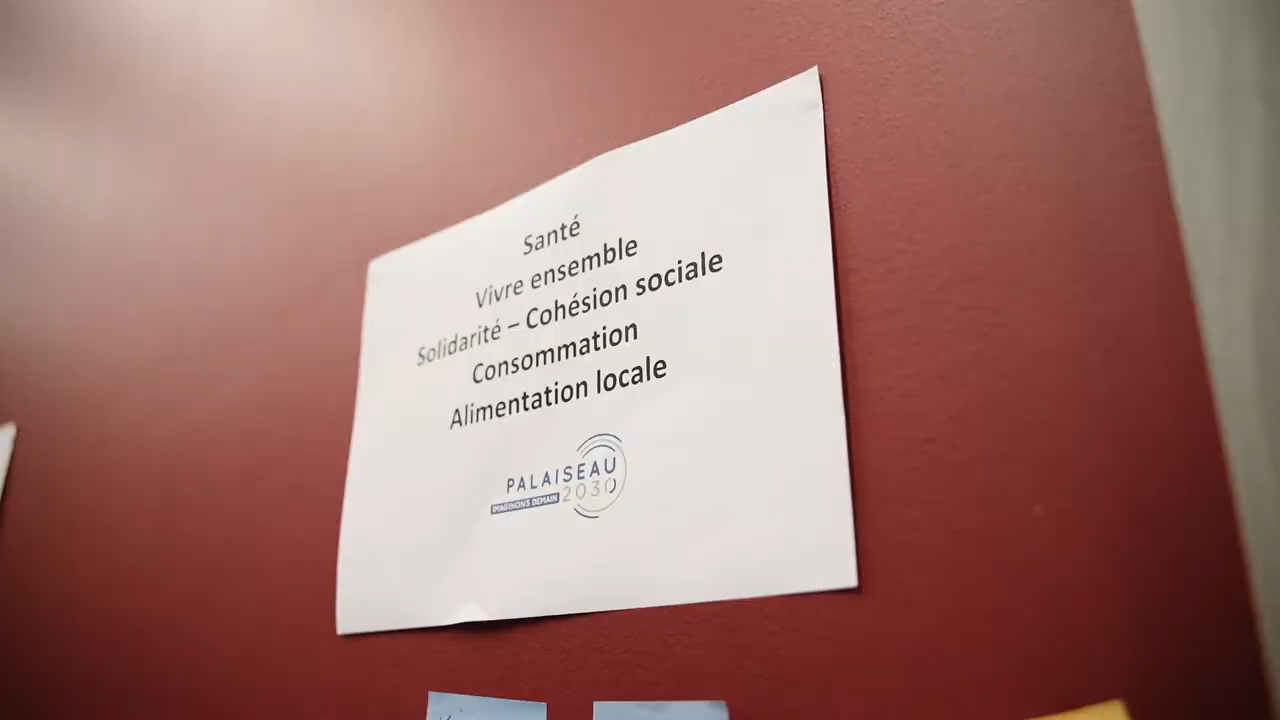 Santé
Vivre ensemble
Solidarité – Cohésion sociale
Consommation
Alimentation locale
PALAISEAU
IMAGINONS DEMAIN 2030